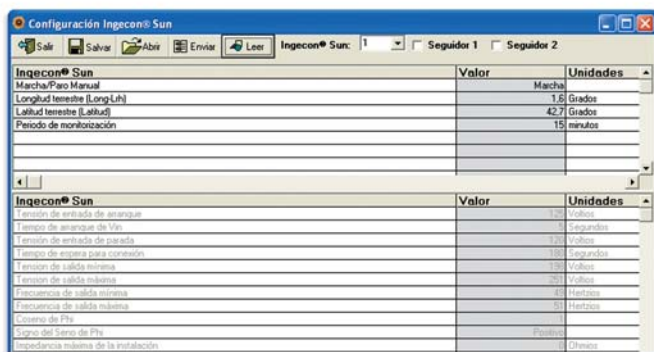 Configuración Ingecon® Sun
Salir Salvar Abrir Enviar Leer Ingecon® Sun: 1 Seguidor 1 Seguidor 2
Ingecon® Sun Valor Unidades
Marcha/Paro Manual Marcha
Longitud terrestre (Long-Lrh) 1,6 Grados
Latitud terrestre (Latitud) 42,7 Grados
Periodo de monitorización 15 minutos
Ingecon® Sun Valor Unidades
Tensión de entrada de arranque 125 Voltios
Tiempo de arranque de Vin 5 Segundos
Tensión de entrada de parada 120 Voltios
Tiempo de espera para conexión 180 Segundos
Tension de salida mínima 196 Voltios
Tension de salida máxima 251 Voltios
Frecuencia de salida mínima 49 Hertzios
Frecuencia de salida máxima 51 Hertzios
Coseno de Phi 1
Signo del Seno de Phi Positivo
Impedancia máxima de la instalación 0 Ohmios